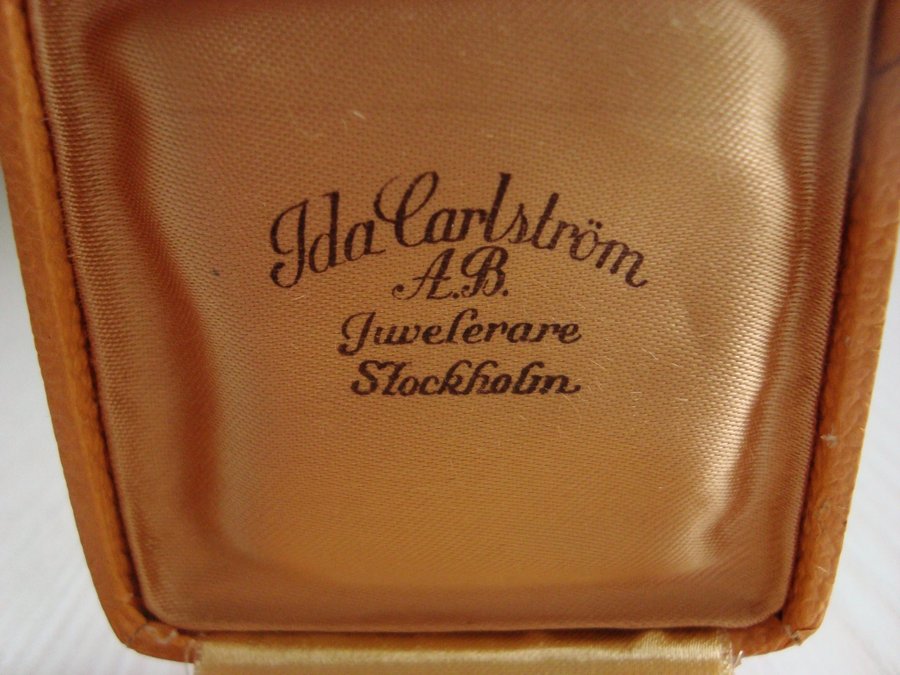 Ida Carlström
A.B.
Juvelerare
Stockholm